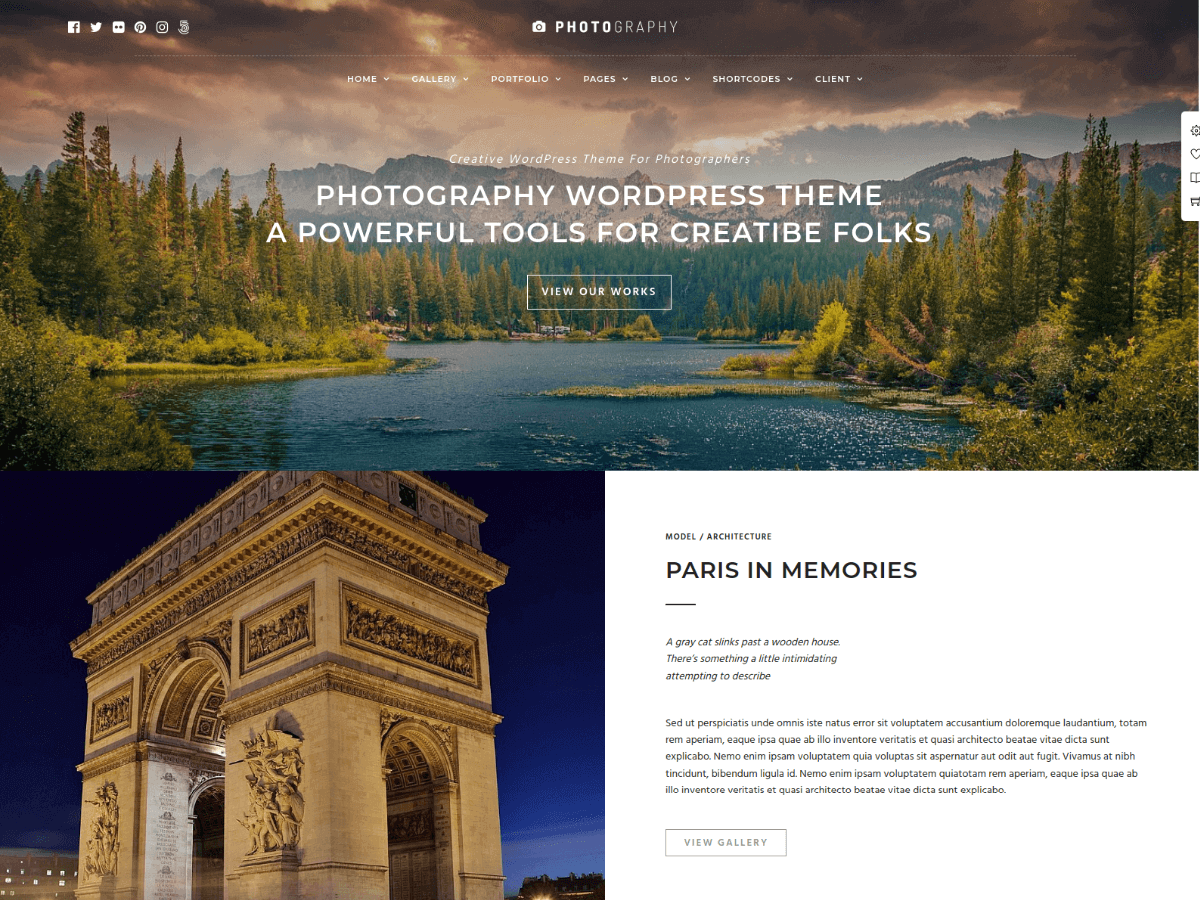 PHOTOGRAPHY
HOME GALLERY PORTFOLIO PAGES BLOG SHORTCODES CLIENT
Creative WordPress Theme For Photographers
PHOTOGRAPHY WORDPRESS THEME
A POWERFUL TOOLS FOR CREATIBE FOLKS
VIEW OUR WORKS
MODEL / ARCHITECTURE
PARIS IN MEMORIES
A gray cat slinks past a wooden house.
There's something a little intimidating
attempting to describe
Sed ut perspiciatis unde omnis iste natus error sit voluptatem accusantium doloremque laudantium, totam
rem aperiam, eaque ipsa quae ab illo inventore veritatis et quasi architecto beatae vitae dicta sunt
explicabo. Nemo enim ipsam voluptatem quia voluptas sit aspernatur aut odit aut fugit. Vivamus at nibh
tincidunt, bibendum ligula id. Nemo enim ipsam voluptatem quiatotam rem aperiam, eaque ipsa quae ab
illo inventore veritatis et quasi architecto beatae vitae dicta sunt explicabo.
VIEW GALLERY